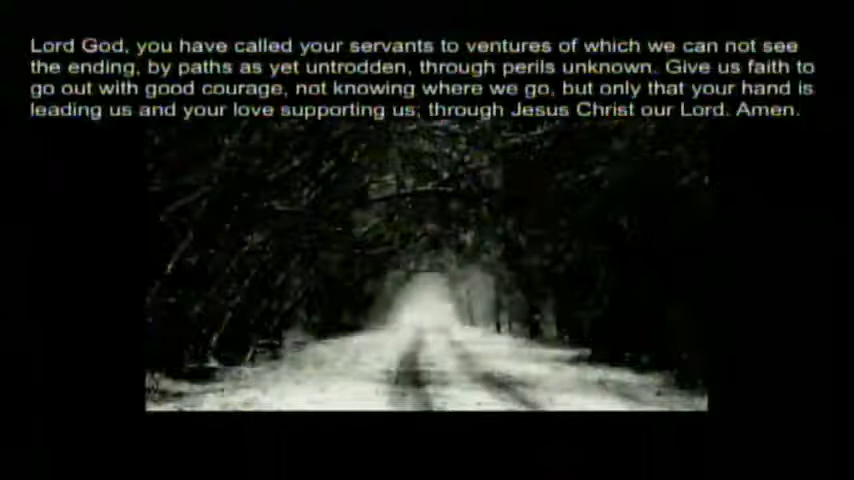 Lord God, you have called your servants to ventures of which we can not see
the ending, by paths as yet untrodden, through perils unknown. Give us faith to
go out with good courage, not knowing where we go, but only that your hand is
leading us and your love supporting us; through Jesus Christ our Lord. Amen.